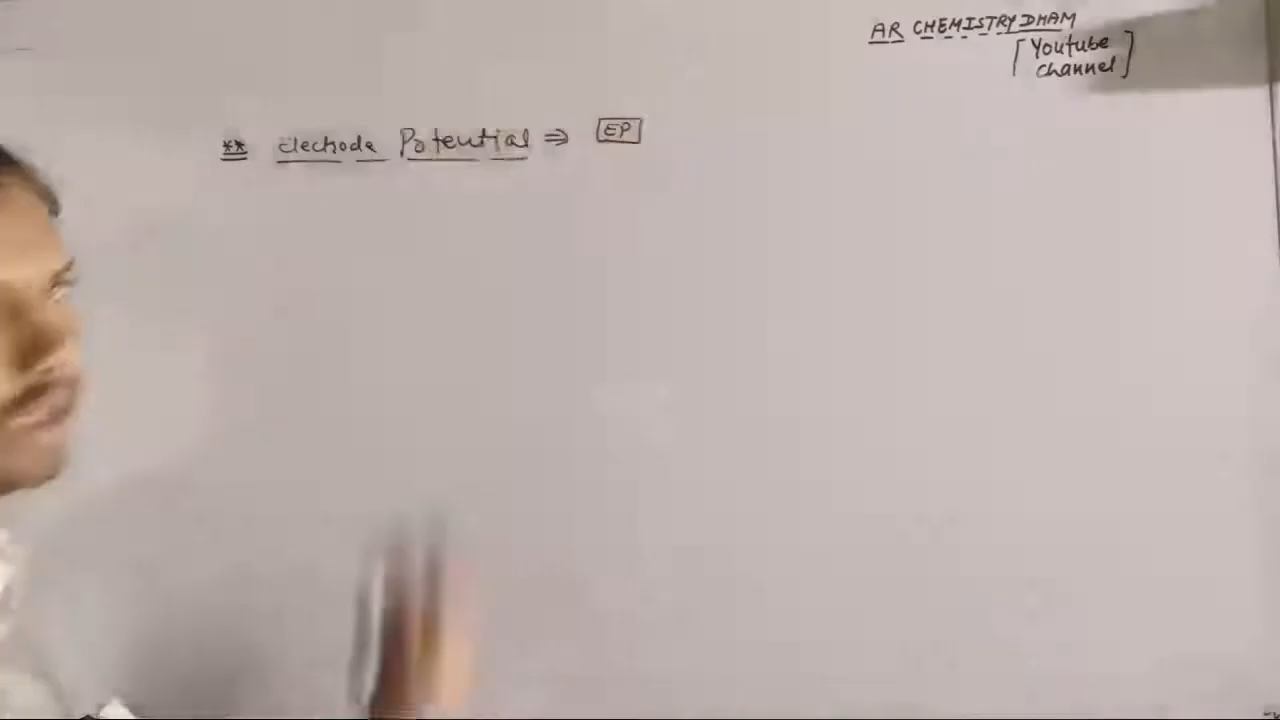 AR CHEMISTRY DHAM
[Youtube
channel]
** Electrode Potential ⇒ EP